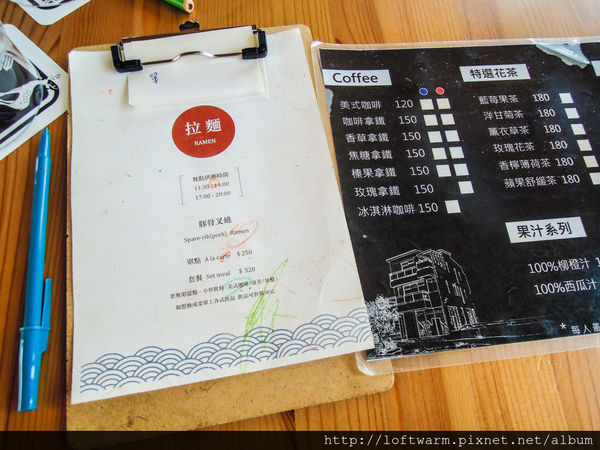 拉麵
RAMEN
餐點供應時間
11:30 - 14:00
17:00 - 20:00
豚骨叉燒
Spare-rib(pork) Ramen
單點 A la carte $250
套餐 Set meal $320
Coffee
美式咖啡 120
咖啡拿鐵 150
香草拿鐵 150
焦糖拿鐵 150
榛果拿鐵 150
玫瑰拿鐵 150
冰淇淋咖啡 150
特選花茶
藍莓果茶 180
洋甘菊茶 180
薰衣草茶 180
玫瑰花茶 180
香檸薄荷茶 180
蘋果舒緩茶 180
果汁系列
100%柳橙汁
100%西瓜汁
* 每人
http://loftwarm.pixnet.net/album